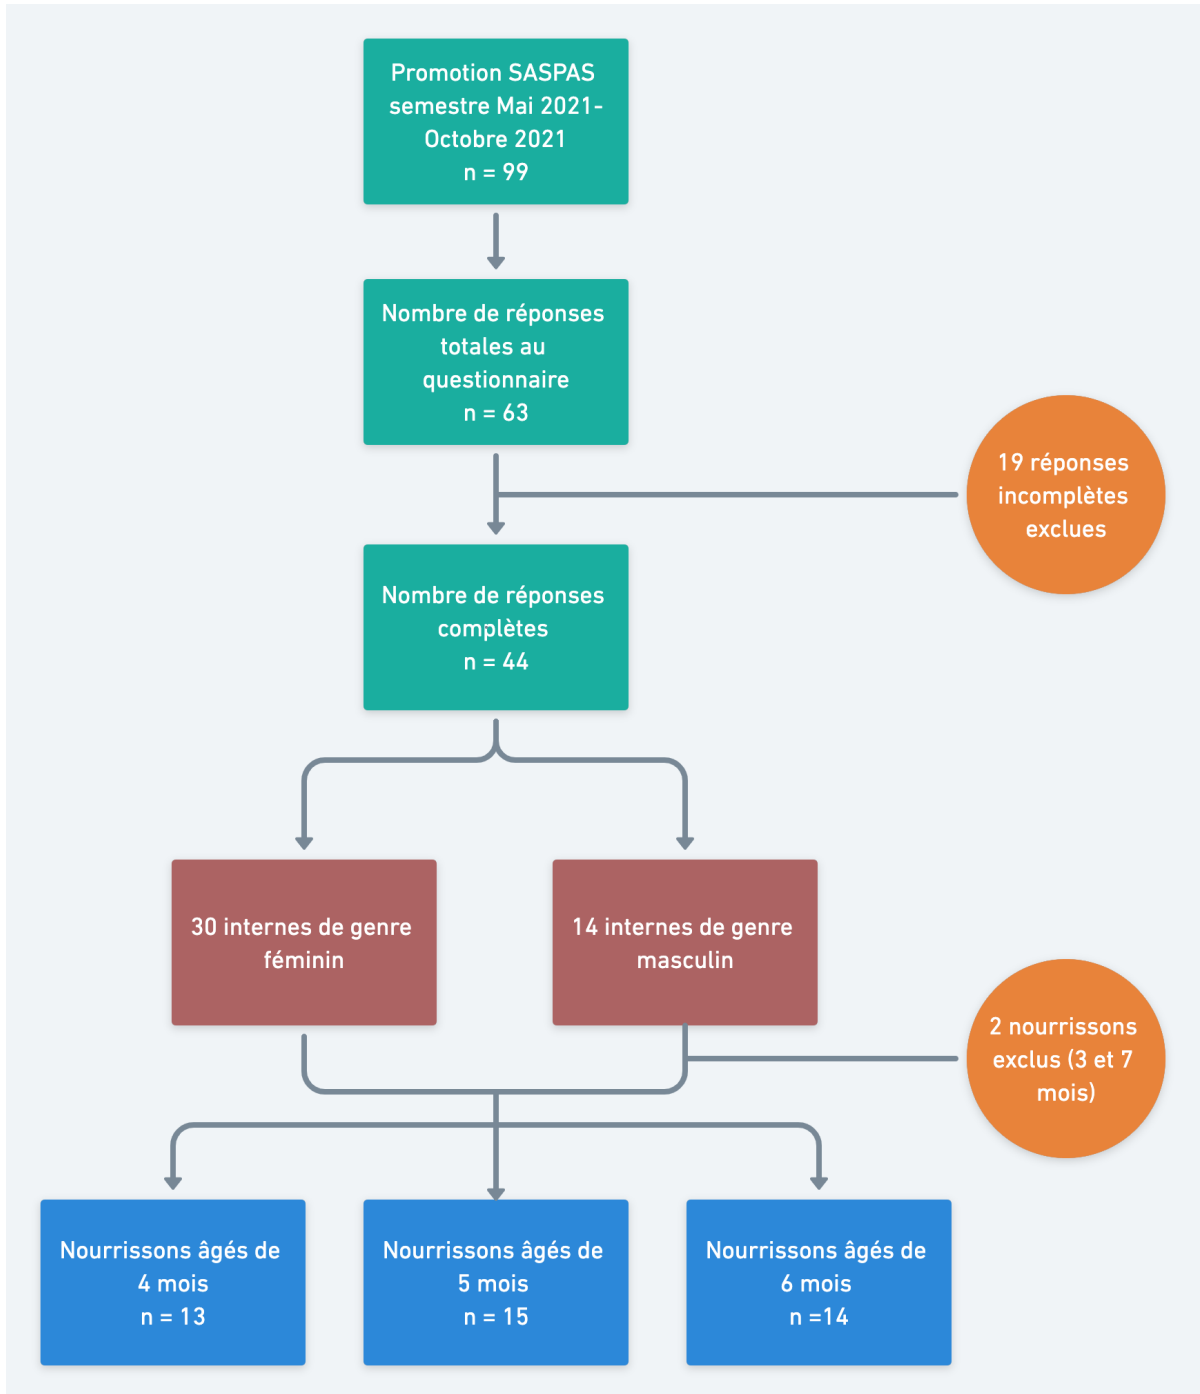 Promotion SASPAS
semestre Mai 2021-
Octobre 2021
n = 99
Nombre de réponses
totales au
questionnaire
n = 63
19 réponses
incomplètes
exclues
Nombre de réponses
complètes
n = 44
30 internes de genre
féminin
14 internes de genre
masculin
2 nourrissons
exclus (3 et 7
mois)
Nourrissons âgés de
4 mois
n = 13
Nourrissons âgés de
5 mois
n = 15
Nourrissons âgés de
6 mois
n =14